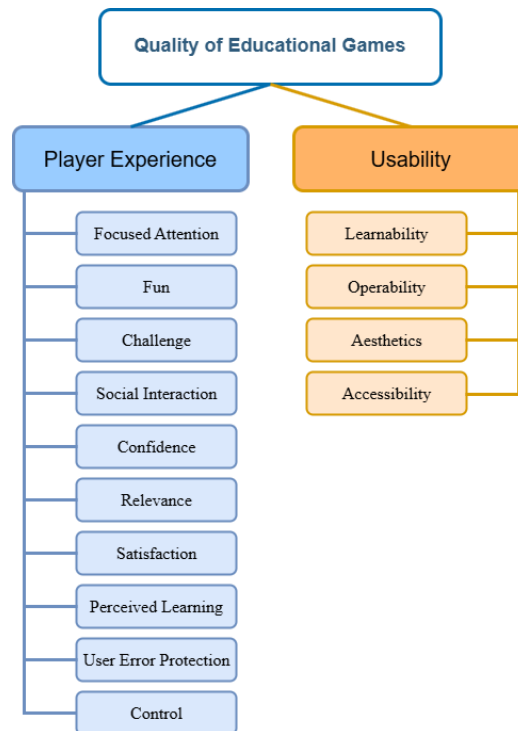 Quality of Educational Games
Player Experience
Usability
Focused Attention
Fun
Challenge
Social Interaction
Confidence
Relevance
Satisfaction
Perceived Learning
User Error Protection
Control
Learnability
Operability
Aesthetics
Accessibility